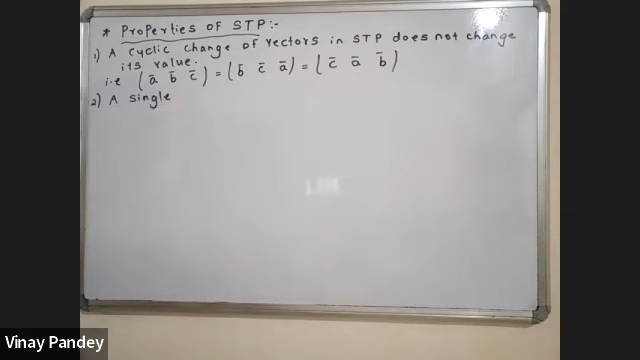 * Properties of STP:-
1) A cyclic change of vectors in STP does not change
its value.
i.e (a̅ b̅ c̅) = (b̅ c̅ a̅) = (c̅ a̅ b̅)
2) A single
Vinay Pandey